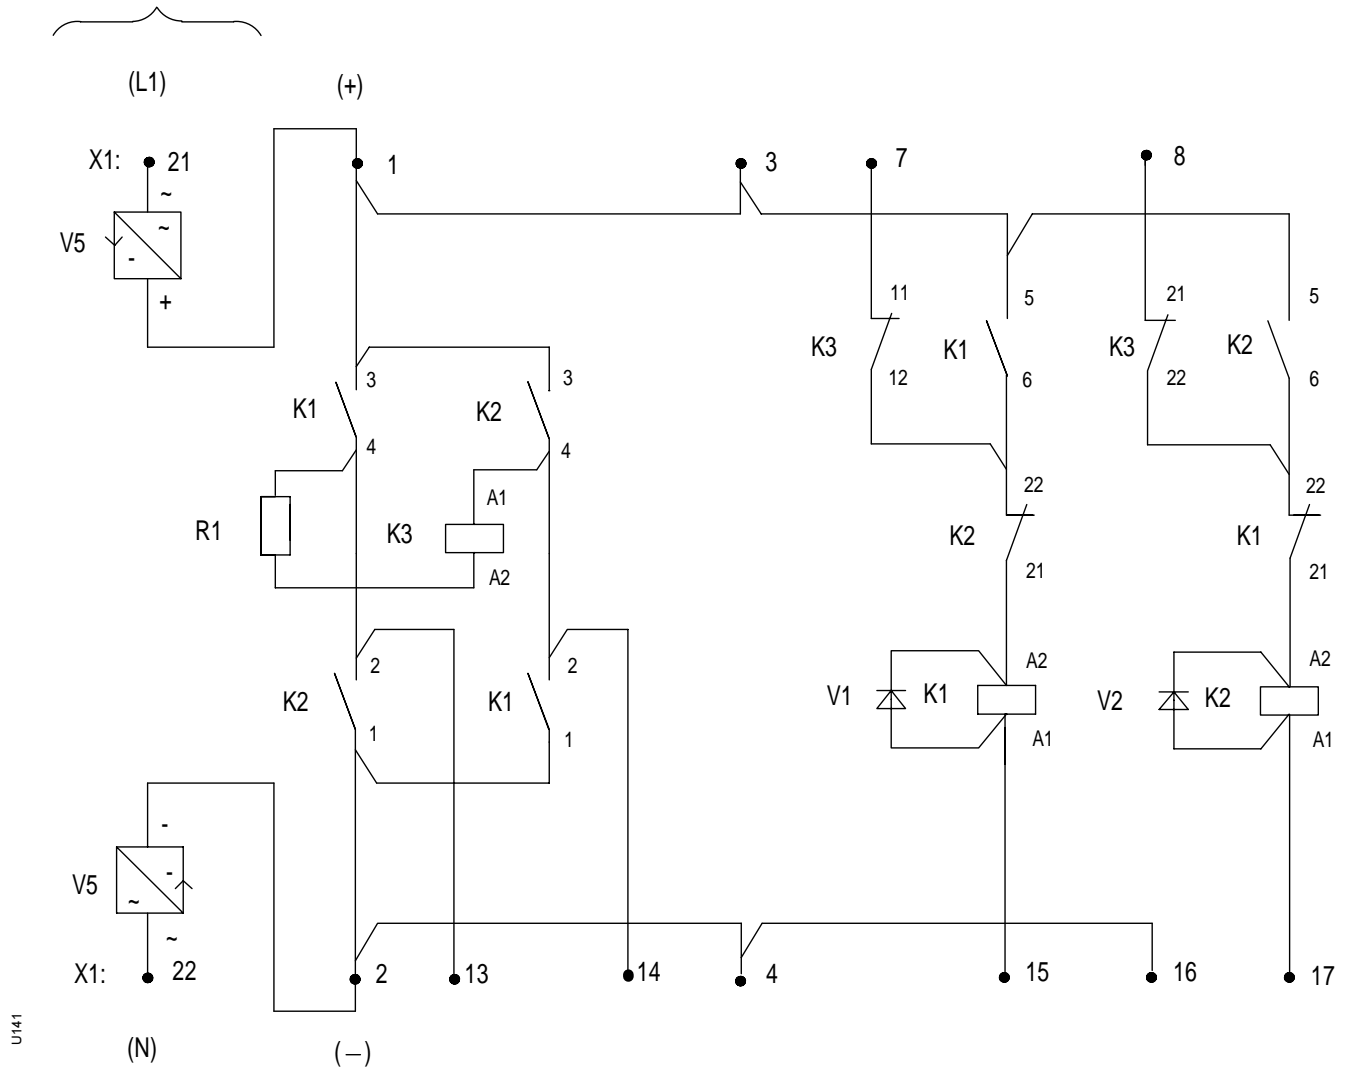 (L1) (+)
X1: 21 1 3 7 8
~
V5 ~
-
+
11 5 21 5
K3 K1 K3 K2
12 6 22 6
3 3
K1 K2
4 4
22 22
A1
R1 K3 K2 K1
A2 21 21
2 2 A2 A2
K2 K1 V1 K1 V2 K2
1 1 A1 A1
-
V5 -
~
~
X1: 22 2 13 14 4 15 16 17
(N) (—)
U141